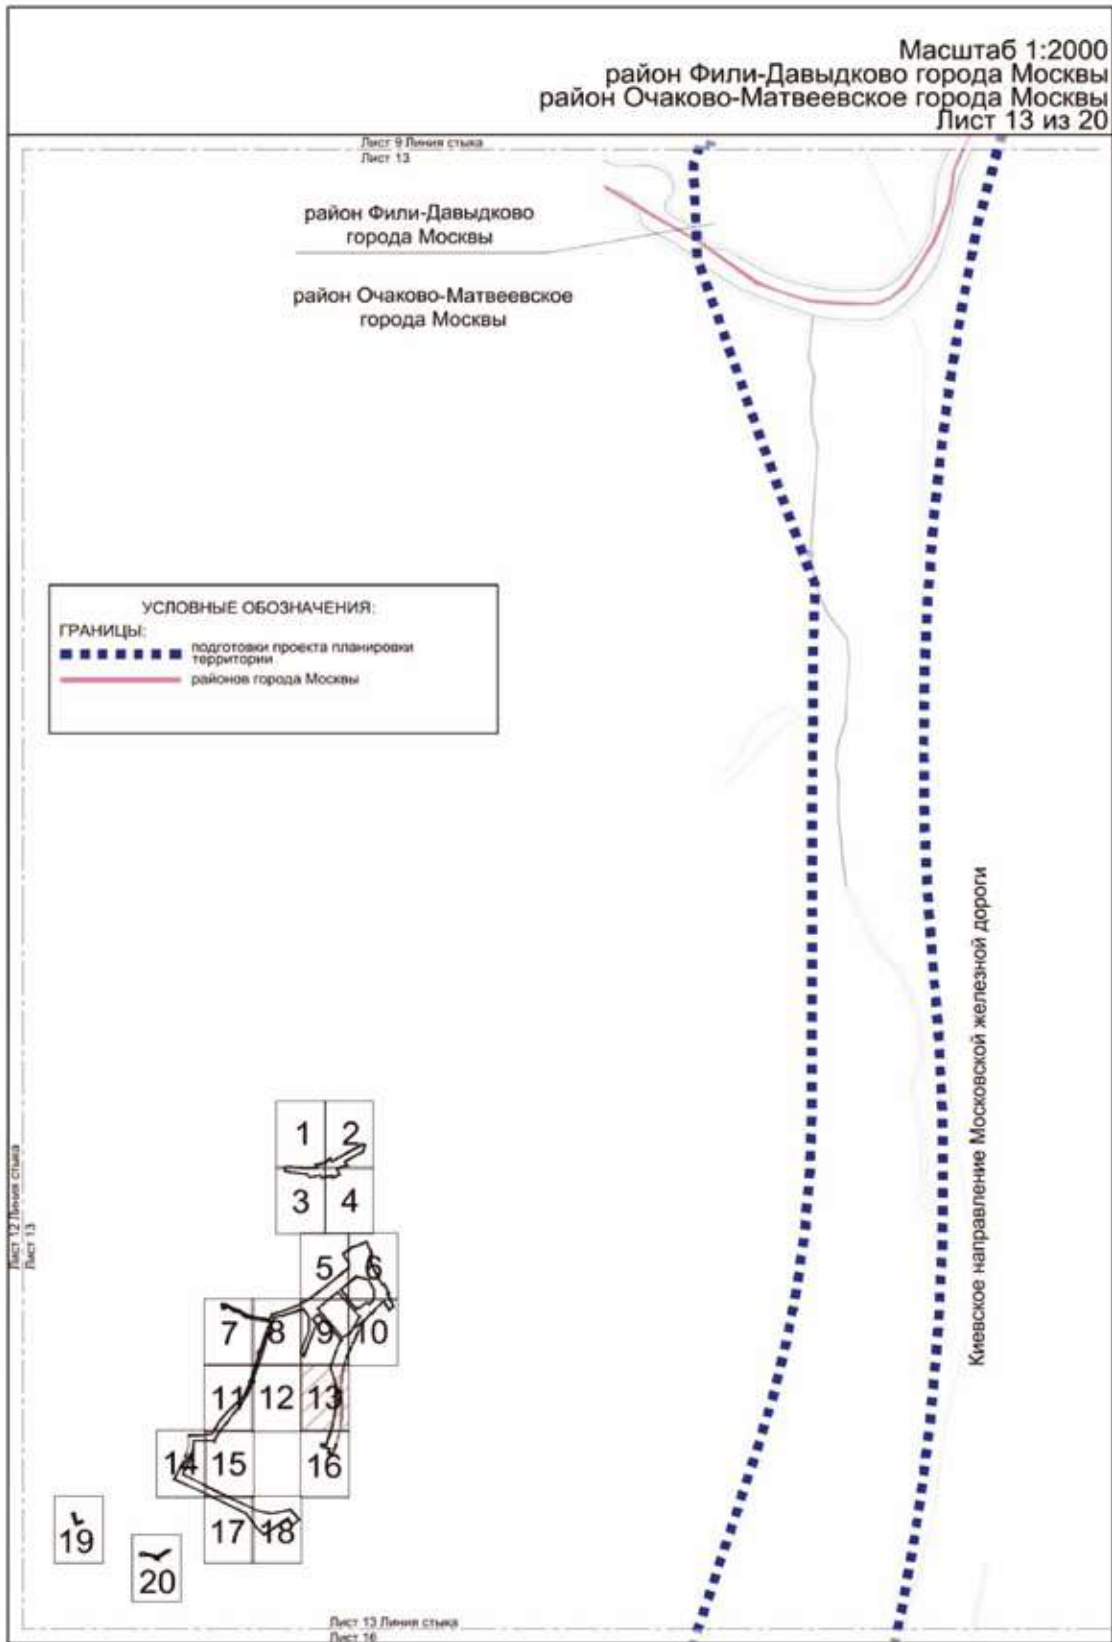 Масштаб 1:2000
район Фили-Давыдково города Москвы
район Очаково-Матвеевское города Москвы
Лист 13 из 20
Лист 9 Линия стыка
Лист 13
район Фили-Давыдково
города Москвы
район Очаково-Матвеевское
города Москвы
УСЛОВНЫЕ ОБОЗНАЧЕНИЯ:
ГРАНИЦЫ:
подготовки проекта планировки
территории
районов города Москвы
Киевское направление Московской железной дороги
Лист 12 Линия стыка
Лист 13
1 2
3 4
5 6
7 8 9 10
11 12 13
14 15 16
17 18
19
20
Лист 13 Линия стыка
Лист 16